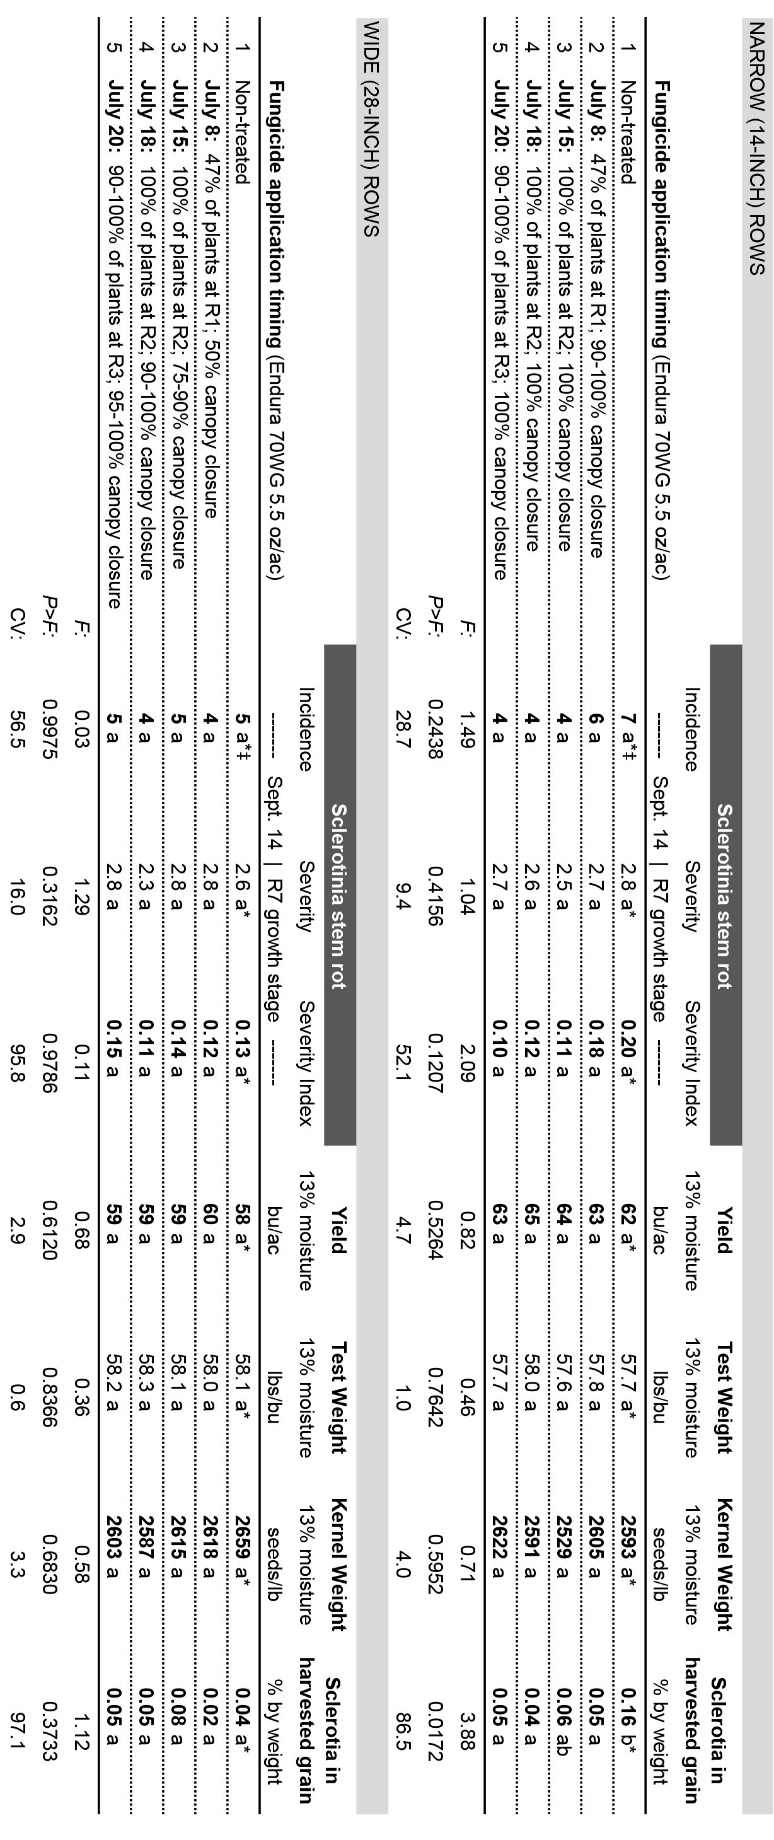 NARROW (14-INCH) ROWS
Sclerotinia stem rot Yield Test Weight Kernel Weight Sclerotia in
Incidence Severity Severity Index 13% moisture 13% moisture 13% moisture harvested grain
Fungicide application timing (Endura 70WG 5.5 oz/ac) ------- Sept. 14 | R7 growth stage ------- bu/ac lbs/bu seeds/lb % by weight
1 Non-treated 7 a*‡ 2.8 a* 0.20 a* 62 a* 57.7 a* 2593 a* 0.16 b*
2 July 8: 47% of plants at R1; 90-100% canopy closure 6 a 2.7 a 0.18 a 63 a 57.8 a 2605 a 0.05 a
3 July 15: 100% of plants at R2; 100% canopy closure 4 a 2.5 a 0.11 a 64 a 57.6 a 2529 a 0.06 ab
4 July 18: 100% of plants at R2; 100% canopy closure 4 a 2.6 a 0.12 a 65 a 58.0 a 2591 a 0.04 a
5 July 20: 90-100% of plants at R3; 100% canopy closure 4 a 2.7 a 0.10 a 63 a 57.7 a 2622 a 0.05 a
F: 1.49 1.04 2.09 0.82 0.46 0.71 3.88
P>F: 0.2438 0.4156 0.1207 0.5264 0.7642 0.5952 0.0172
CV: 28.7 9.4 52.1 4.7 1.0 4.0 86.5
WIDE (28-INCH) ROWS
Sclerotinia stem rot Yield Test Weight Kernel Weight Sclerotia in
Incidence Severity Severity Index 13% moisture 13% moisture 13% moisture harvested grain
Fungicide application timing (Endura 70WG 5.5 oz/ac) ------- Sept. 14 | R7 growth stage ------- bu/ac lbs/bu seeds/lb % by weight
1 Non-treated 5 a*‡ 2.6 a* 0.13 a* 58 a* 58.1 a* 2659 a* 0.04 a*
2 July 8: 47% of plants at R1; 50% canopy closure 4 a 2.8 a 0.12 a 60 a 58.0 a 2618 a 0.02 a
3 July 15: 100% of plants at R2; 75-90% canopy closure 5 a 2.8 a 0.14 a 59 a 58.1 a 2615 a 0.08 a
4 July 18: 100% of plants at R2; 90-100% canopy closure 4 a 2.3 a 0.11 a 59 a 58.3 a 2587 a 0.05 a
5 July 20: 90-100% of plants at R3; 95-100% canopy closure 5 a 2.8 a 0.15 a 59 a 58.2 a 2603 a 0.05 a
F: 0.03 1.29 0.11 0.68 0.36 0.58 1.12
P>F: 0.9975 0.3162 0.9786 0.6120 0.8366 0.6830 0.3733
CV: 56.5 16.0 95.8 2.9 0.6 3.3 97.1